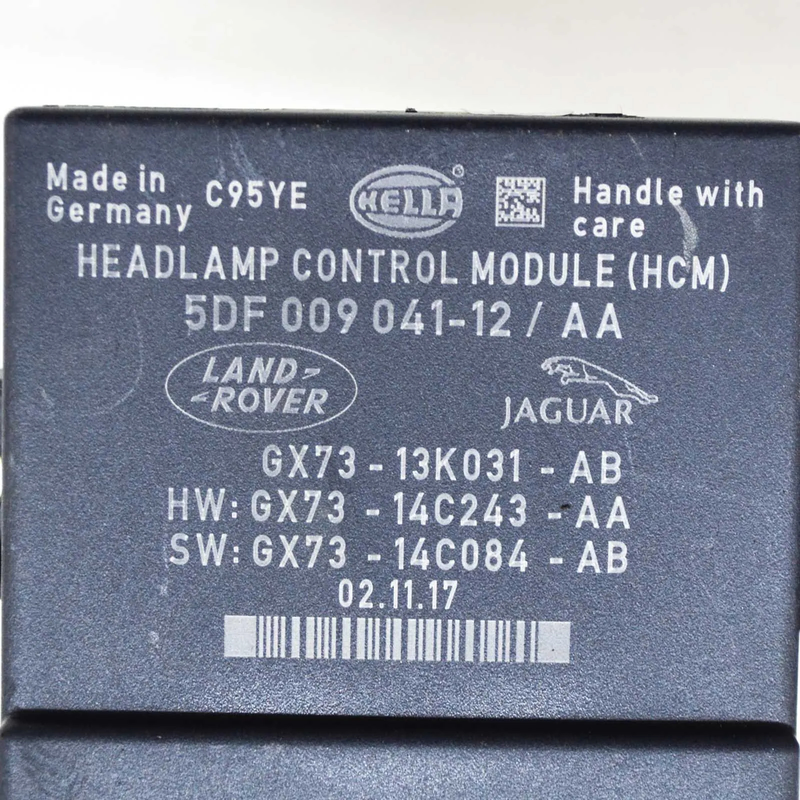 Made in Germany
C95YE
HELLA
®
Handle with care
HEADLAMP CONTROL MODULE (HCM)
5DF 009 041-12 / AA
LAND-
-ROVER
JAGUAR
GX73 - 13K031 - AB
HW: GX73 - 14C243 - AA
SW: GX73 - 14C084 - AB
02.11.17